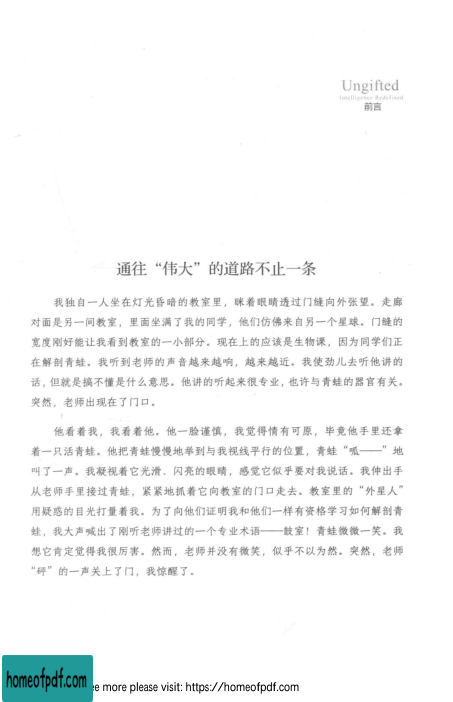 Ungifted
Intelligence Redefined
前言
通往“伟大”的道路不止一条
我独自一人坐在灯光昏暗的教室里，眯着眼睛透过门缝向外张望。走廊
对面是另一间教室，里面坐满了我的同学，他们仿佛来自另一个星球。门缝的
宽度刚好能让我看到教室的一小部分。现在上的应该是生物课，因为同学们正
在解剖青蛙。我听到老师的声音越来越响，越来越近。我使劲儿去听他讲的
话，但就是搞不懂是什么意思。他讲的听起来很专业，也许与青蛙的器官有关。
突然，老师出现在了门口。
他看着我，我看着他。他一脸谨慎，我觉得情有可原，毕竟他手里还拿
着一只活青蛙。他把青蛙慢慢地举到与我视线平行的位置，青蛙“呱——”地
叫了一声。我凝视着它光滑、闪亮的眼睛，感觉它似乎要对我说话。我伸出手
从老师手里接过青蛙，紧紧地抓着它向教室的门口走去。教室里的“外星人”
用疑惑的目光打量着我。为了向他们证明我和他们一样有资格学习如何解剖青
蛙，我大声喊出了刚听老师讲过的一个专业术语——鼓室！青蛙微微一笑。我
想它肯定觉得我很厉害。然而，老师并没有微笑，似乎不以为然。突然，老师
“砰”的一声关上了门，我惊醒了。
homeofpdf.com
ee more please visit: https://homeofpdf.com